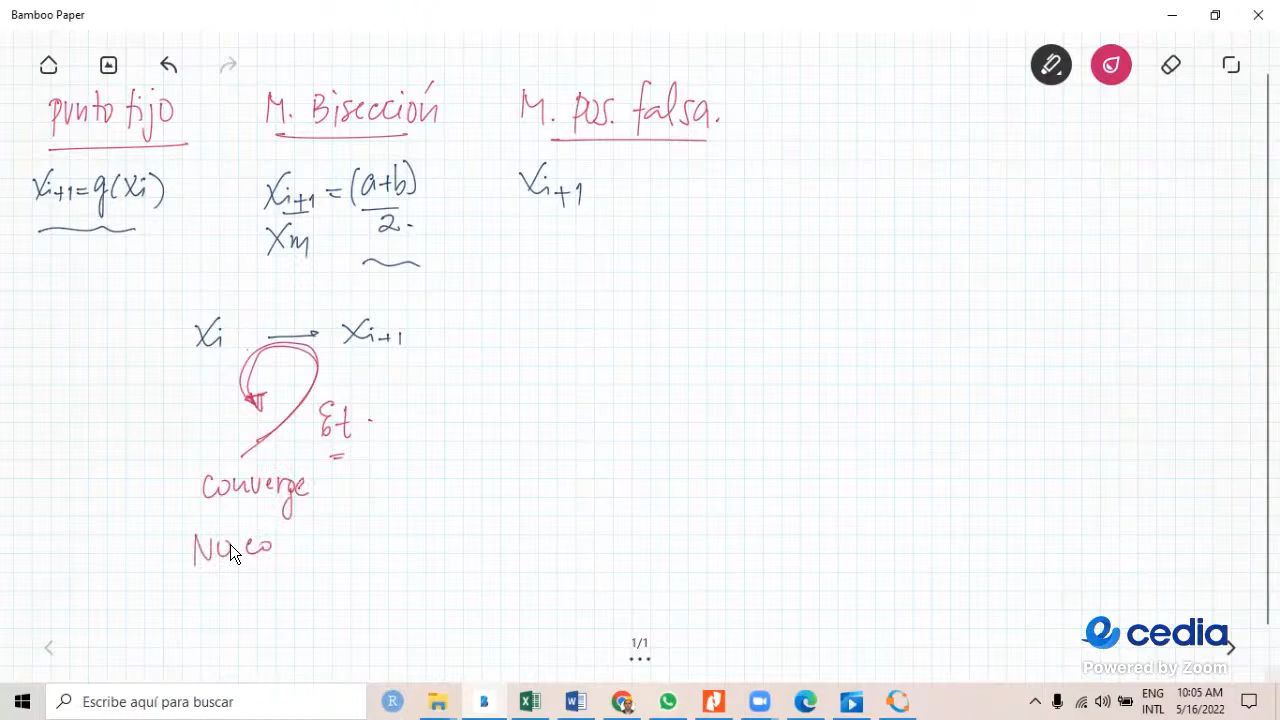 Bamboo Paper
punto fijo M. Bisección M. pos. falsa.
Xi+1=g(Xi) Xi+1=(a+b)/2. Xi+1
Xm
Xi → Xi+1
Et.
Converge
No co
1/1
cedia
Powered by Zoom
Escribe aquí para buscar
ENG 10:05 AM
INTL 5/16/2022